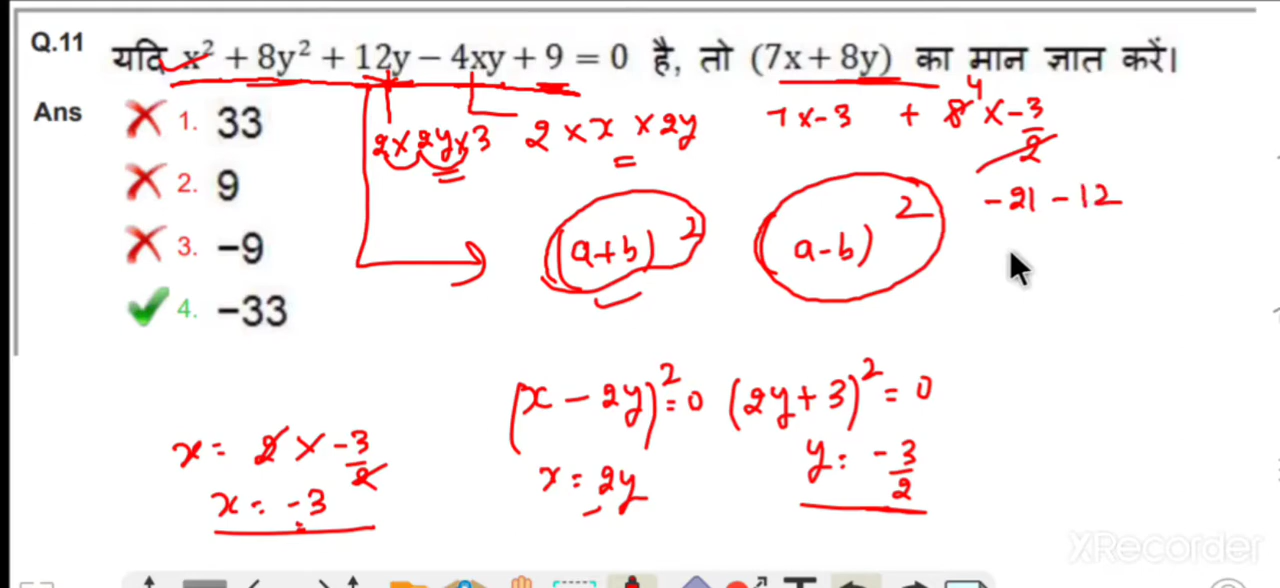 Q.11 यदि x² + 8y² + 12y − 4xy + 9 = 0 है, तो (7x + 8y) का मान ज्ञात करें।
Ans
1. 33
2. 9
3. −9
4. −33
2×2y×3
2 × x × 2y
7×-3 + 8⁴×-3/2
-21 -12
(a+b)²
(a-b)²
(x − 2y)²=0 (2y+3)²=0
x = 2y
y = -3/2
x = 2 × -3/2
x = -3
XRecorder